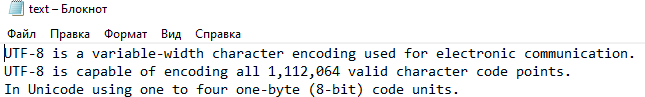 text – Блокнот
Файл Правка Формат Вид Справка
UTF-8 is a variable-width character encoding used for electronic communication.
UTF-8 is capable of encoding all 1,112,064 valid character code points.
In Unicode using one to four one-byte (8-bit) code units.